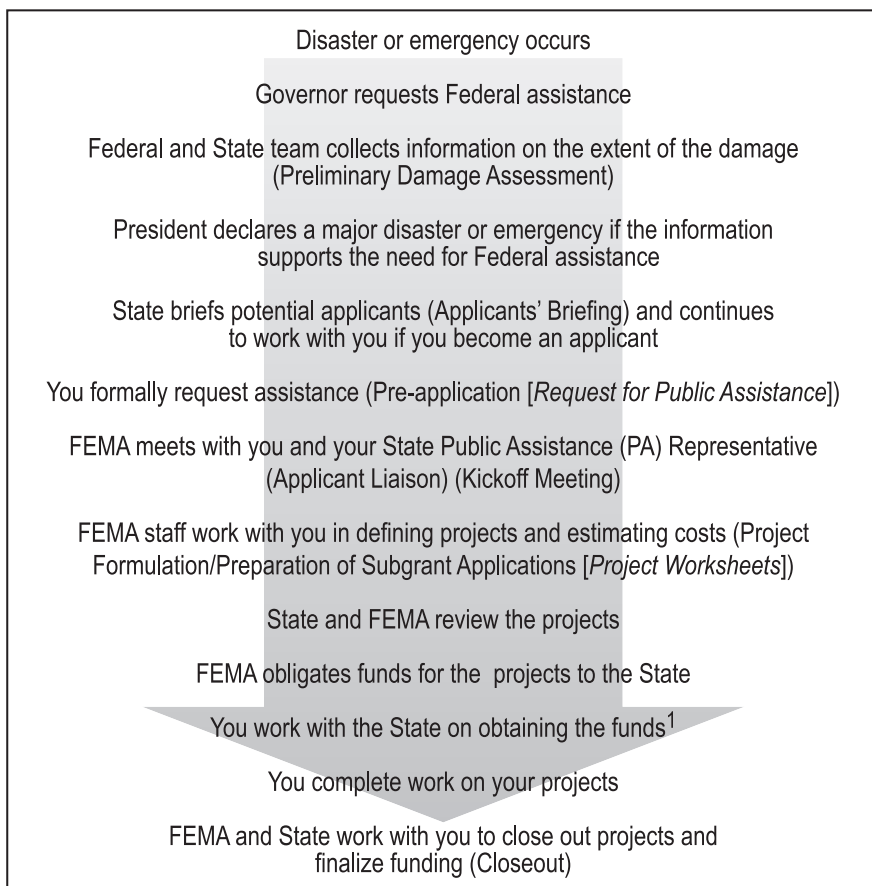 Disaster or emergency occurs
Governor requests Federal assistance
Federal and State team collects information on the extent of the damage
(Preliminary Damage Assessment)
President declares a major disaster or emergency if the information
supports the need for Federal assistance
State briefs potential applicants (Applicants’ Briefing) and continues
to work with you if you become an applicant
You formally request assistance (Pre-application [Request for Public Assistance])
FEMA meets with you and your State Public Assistance (PA) Representative
(Applicant Liaison) (Kickoff Meeting)
FEMA staff work with you in defining projects and estimating costs (Project
Formulation/Preparation of Subgrant Applications [Project Worksheets])
State and FEMA review the projects
FEMA obligates funds for the projects to the State
You work with the State on obtaining the funds¹
You complete work on your projects
FEMA and State work with you to close out projects and
finalize funding (Closeout)